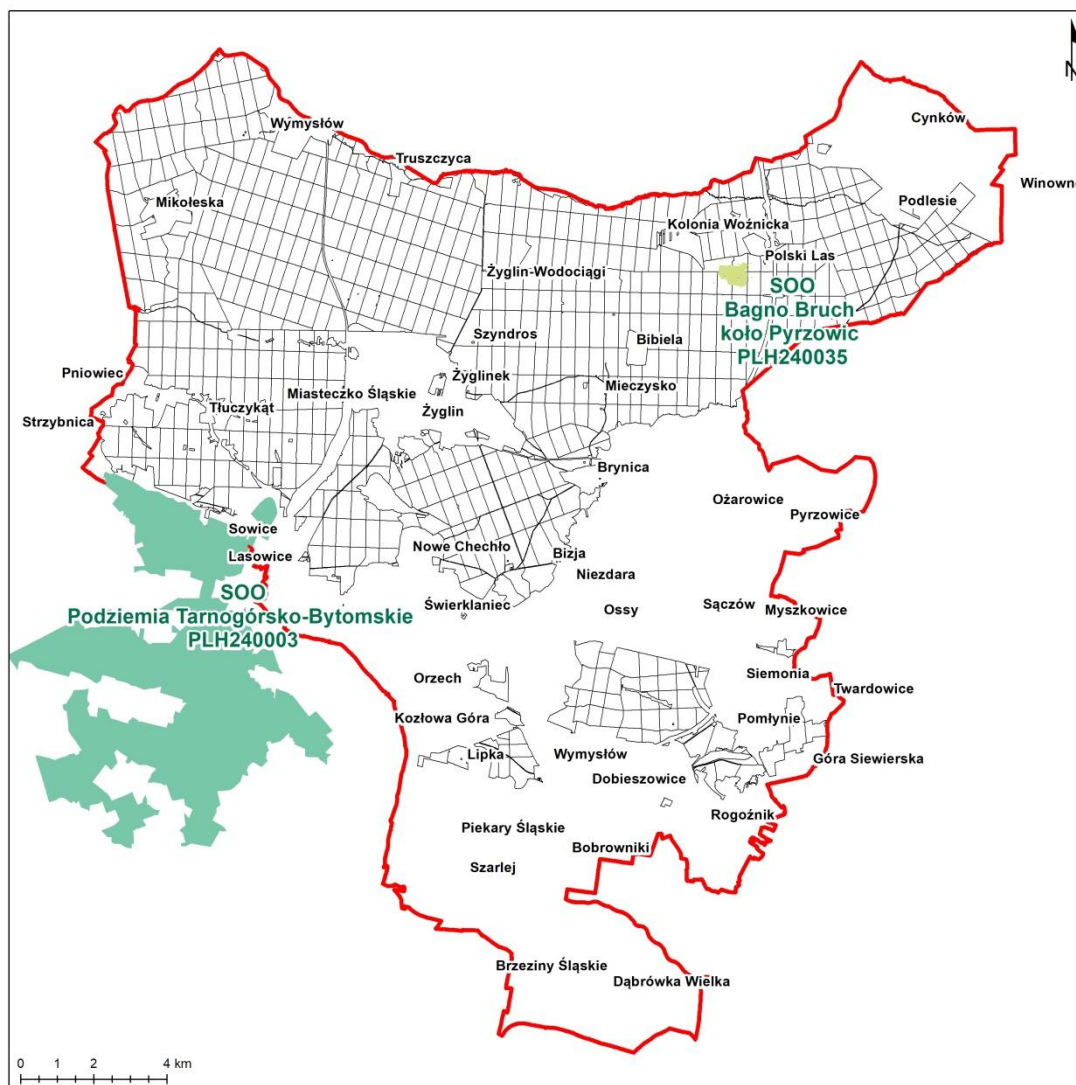 N
Cynków
Wymysłów
Truszczyca
Winowno
Mikołeska
Podlesie
Kolonia Woźnicka
Polski Las
Żyglin-Wodociągi
SOO
Bagno Bruch
koło Pyrzowic
PLH240035
Szyndros
Bibiela
Pniowiec
Żyglinek
Mieczysko
Miasteczko Śląskie
Tłuczykąt
Żyglin
Strzybnica
Brynica
Ożarowice
Pyrzowice
Sowice
Nowe Chechło
Bizja
Lasowice
Niezdara
SOO
Podziemia Tarnogórsko-Bytomskie
PLH240003
Świerklaniec
Ossy
Sączów
Myszkowice
Orzech
Siemonia
Twardowice
Kozłowa Góra
Pomłynie
Lipka
Wymysłów
Góra Siewierska
Dobieszowice
Rogoźnik
Piekary Śląskie
Bobrowniki
Szarlej
Brzeziny Śląskie
Dąbrówka Wielka
0 1 2 4 km